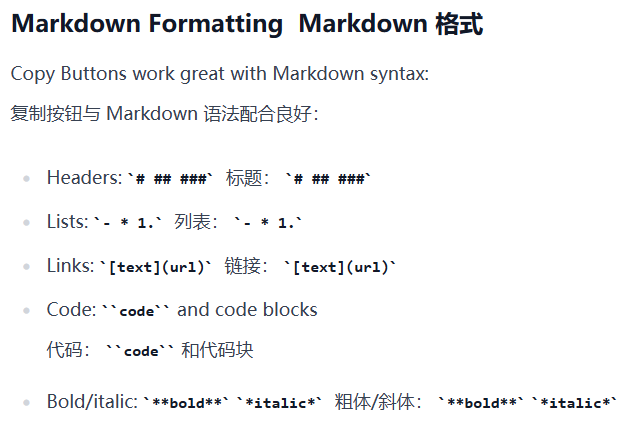 Markdown Formatting  Markdown 格式
Copy Buttons work great with Markdown syntax:
复制按钮与 Markdown 语法配合良好：
Headers: `# ## ###` 标题： `# ## ###`
Lists: `- * 1.` 列表： `- * 1.`
Links: `[text](url)` 链接： `[text](url)`
Code: ``code`` and code blocks
代码： ``code`` 和代码块
Bold/italic: `**bold**` `*italic*` 粗体/斜体： `**bold**` `*italic*`